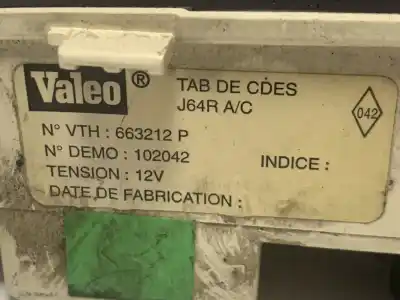 Valeo ® TAB DE CDES
J64R A/C
042
N° VTH : 663212 P
N° DEMO : 102042 INDICE :
TENSION : 12V
DATE DE FABRICATION :